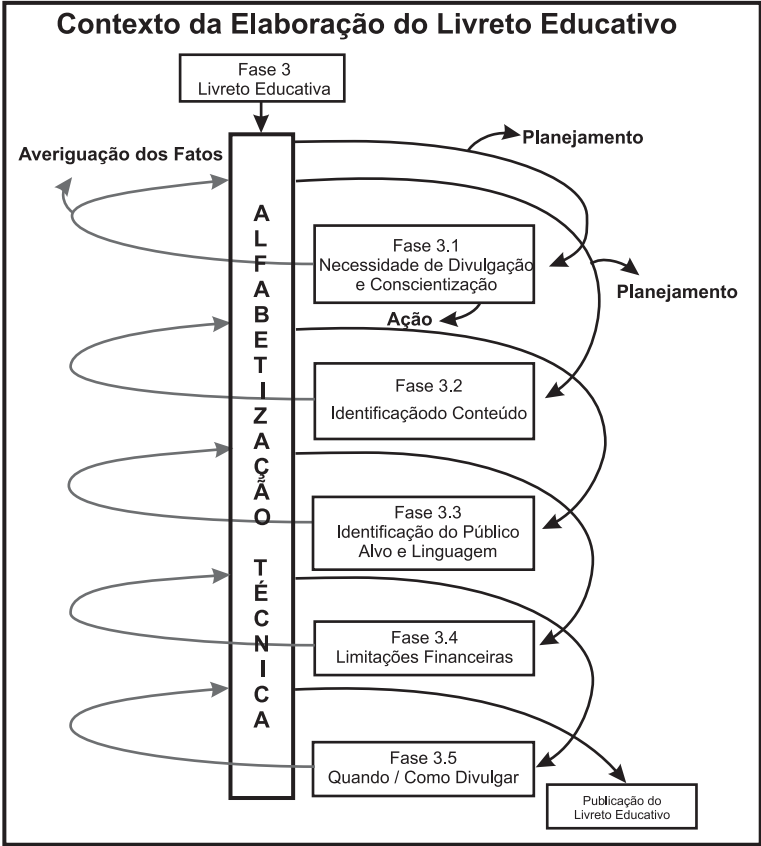 Contexto da Elaboração do Livreto Educativo
Fase 3
Livreto Educativa
Planejamento
Averiguação dos Fatos
ALFABETIZAÇÃO TÉCNICA
Fase 3.1
Necessidade de Divulgação
e Conscientização
Planejamento
Ação
Fase 3.2
Identificaçãodo Conteúdo
Fase 3.3
Identificação do Público
Alvo e Linguagem
Fase 3.4
Limitações Financeiras
Fase 3.5
Quando / Como Divulgar
Publicação do
Livreto Educativo